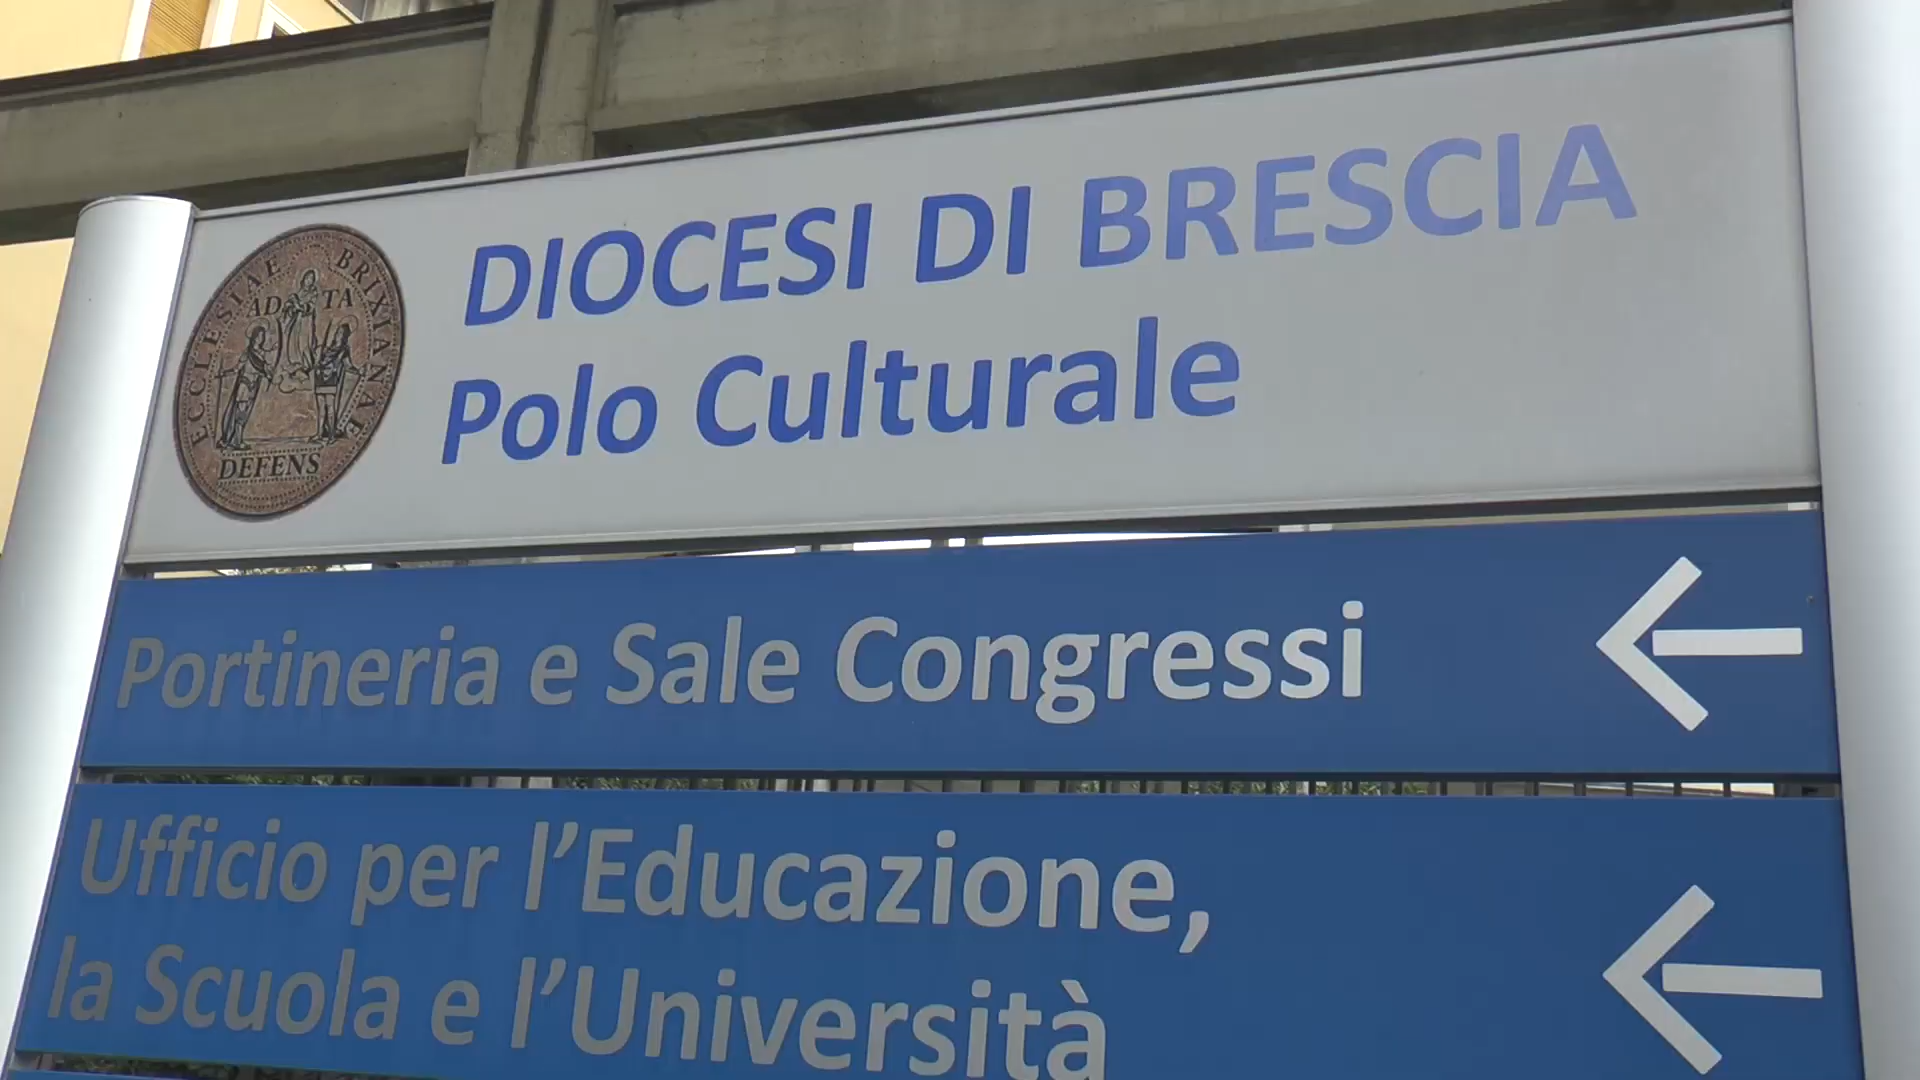 DIOCESI DI BRESCIA
Polo Culturale
ECCLESIAE BRIXIANAE
AD TA
DEFENS
Portineria e Sale Congressi
Ufficio per l’Educazione,
la Scuola e l’Università